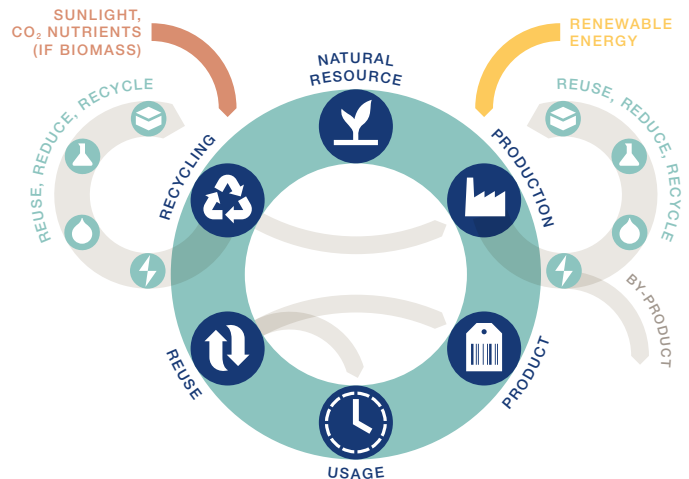 SUNLIGHT,
CO₂ NUTRIENTS
(IF BIOMASS)
RENEWABLE
ENERGY
NATURAL
RESOURCE
REUSE, REDUCE, RECYCLE
REUSE, REDUCE, RECYCLE
RECYCLING
PRODUCTION
BY-PRODUCT
REUSE
PRODUCT
USAGE